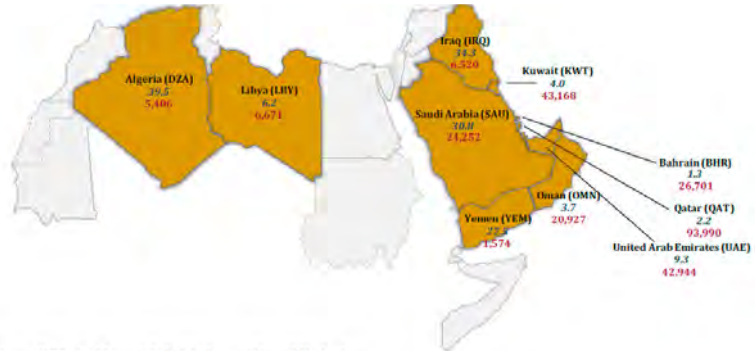 Iraq (IRQ)
34.3
6,520
Kuwait (KWT)
4.0
43,168
Algeria (DZA)
39.5
5,406
Libya (LBY)
6.2
6,671
Saudi Arabia (SAU)
30.8
24,252
Bahrain (BHR)
1.3
26,701
Oman (OMN)
3.7
20,927
Qatar (QAT)
2.2
93,990
Yemen (YEM)
1,574
United Arab Emirates (UAE)
9.3
42,944